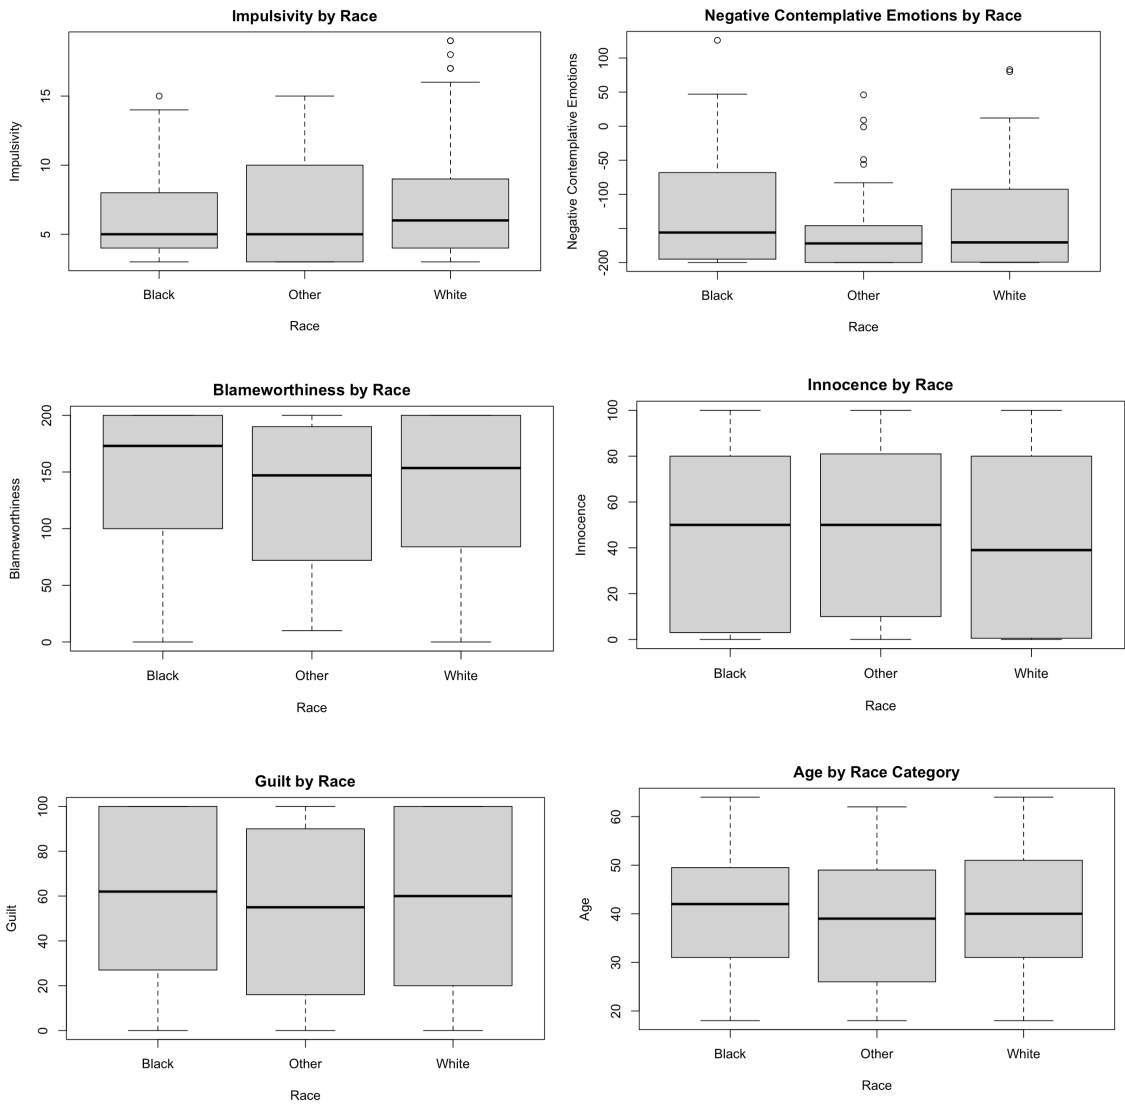 Impulsivity by Race
Impulsivity
15
10
5
Black Other White
Race
Negative Contemplative Emotions by Race
Negative Contemplative Emotions
100
50
0
-50
-100
-200
Black Other White
Race
Blameworthiness by Race
Blameworthiness
200
150
100
50
0
Black Other White
Race
Innocence by Race
Innocence
100
80
60
40
20
0
Black Other White
Race
Guilt by Race
Guilt
100
80
60
40
20
0
Black Other White
Race
Age by Race Category
Age
60
50
40
30
20
Black Other White
Race